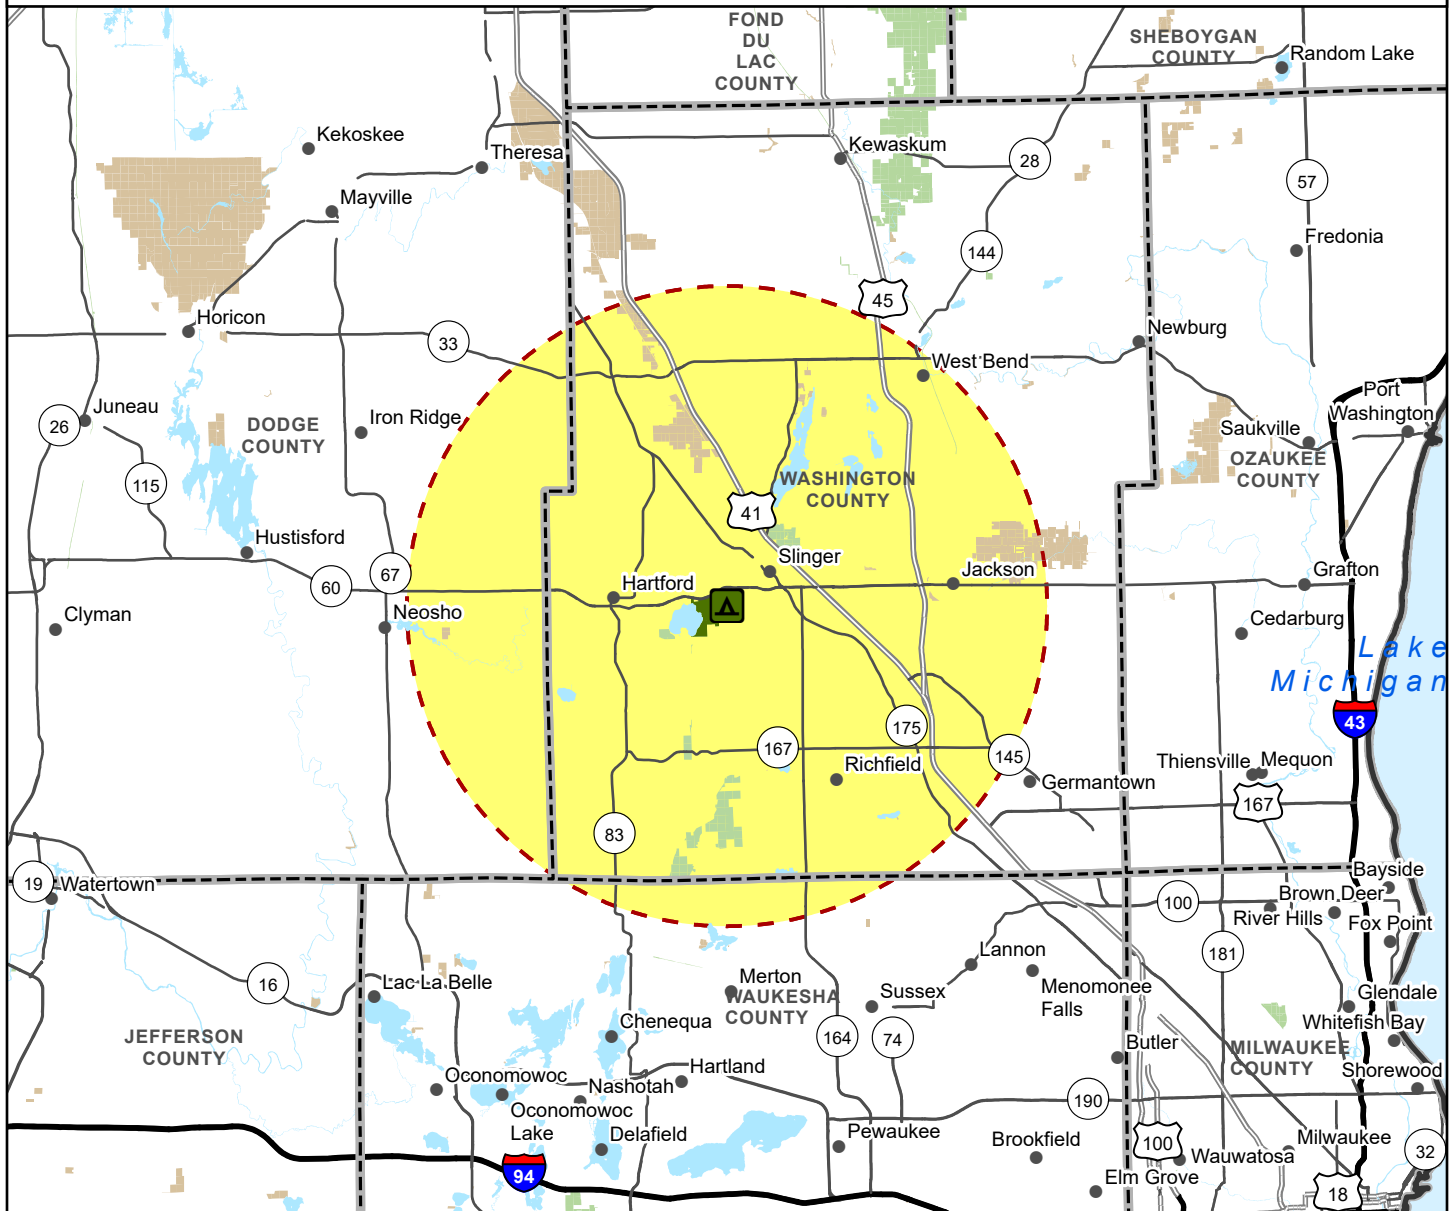 FOND
DU
LAC
COUNTY
SHEBOYGAN
COUNTY
Random Lake
Kekoskee
Theresa
Kewaskum
28
57
Mayville
144
Fredonia
45
Horicon
33
Newburg
West Bend
Port
Washington
Juneau
26
DODGE
COUNTY
Iron Ridge
Saukville
OZAUKEE
COUNTY
115
WASHINGTON
COUNTY
41
Hustisford
Slinger
67
60
Hartford
Jackson
Grafton
Clyman
Neosho
Cedarburg
Lake
Michigan
43
175
167
145
Richfield
Germantown
Thiensville
Mequon
167
83
19
Watertown
Bayside
100
Brown Deer
River Hills
Fox Point
181
Lannon
16
Lac La Belle
Merton
WAUKESHA
COUNTY
Sussex
Menomonee
Falls
Glendale
Whitefish Bay
JEFFERSON
COUNTY
Chenequa
164
74
Butler
MILWAUKEE
COUNTY
Shorewood
Hartland
Oconomowoc
Nashotah
190
Oconomowoc
Lake
Delafield
Pewaukee
Brookfield
100
Wauwatosa
Milwaukee
32
94
Elm Grove
18